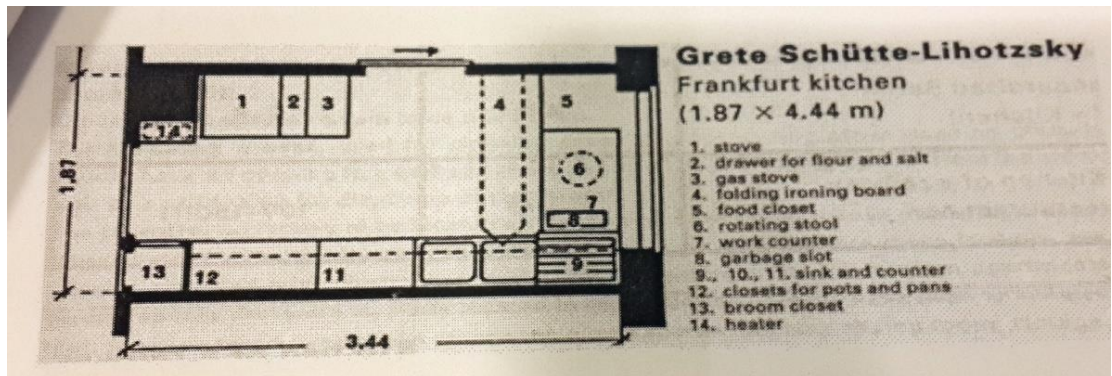 1
2
3
4
5
14
6
7
8
1.87
13
12
11
9
3.44
Grete Schütte-Lihotzsky
Frankfurt kitchen
(1.87 × 4.44 m)
1. stove
2. drawer for flour and salt
3. gas stove
4. folding ironing board
5. food closet
6. rotating stool
7. work counter
8. garbage slot
9., 10., 11. sink and counter
12. closets for pots and pans
13. broom closet
14. heater